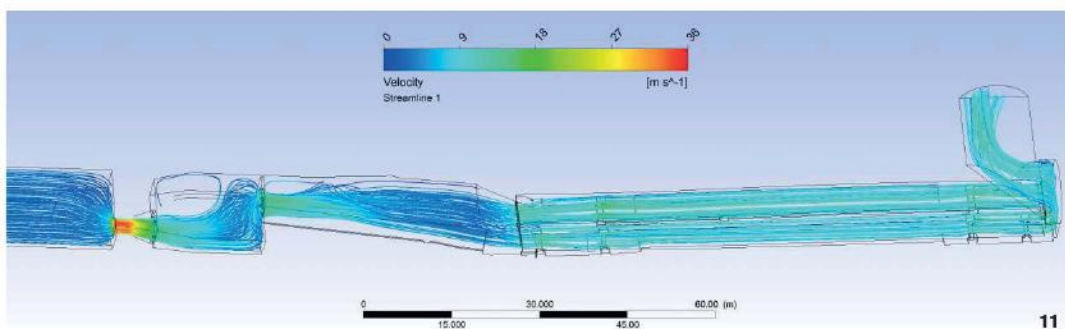 0 9 18 27 36
Velocity [m s^-1]
Streamline 1
0 30.000 60.00 (m)
15.000 45.00
11